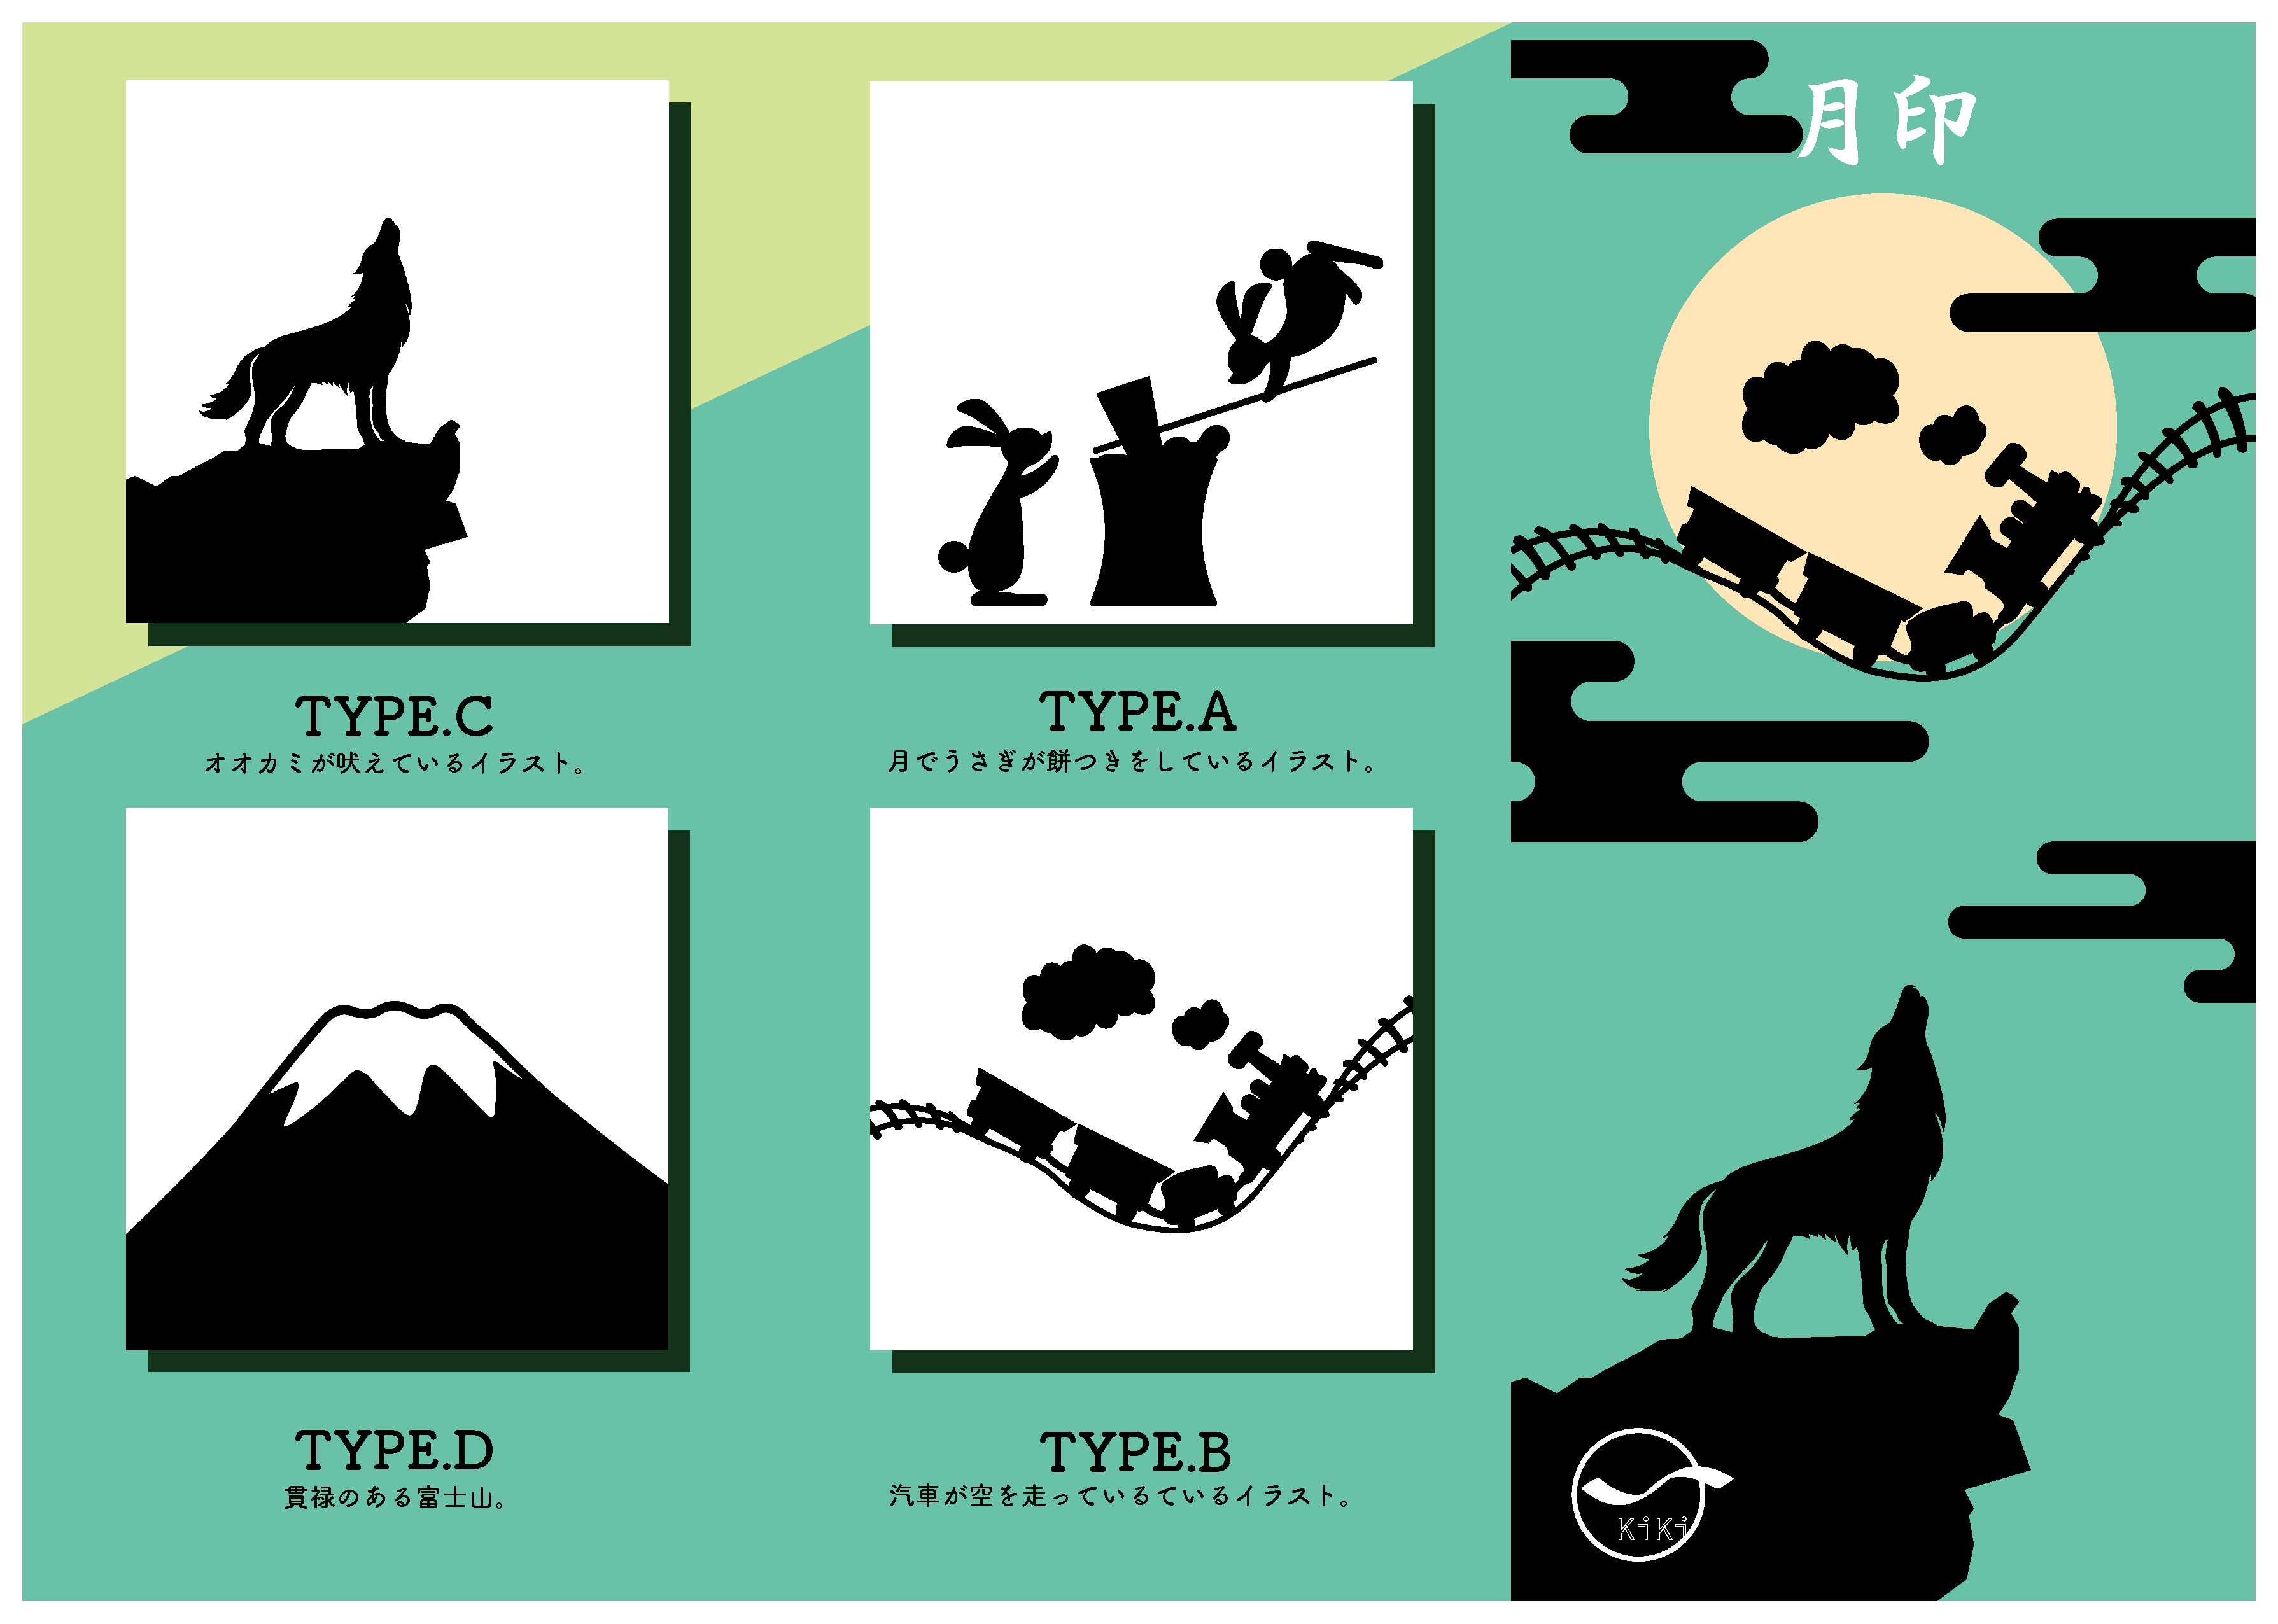 月印
TYPE.A
月でうさぎが餅つきをしているイラスト。
TYPE.B
汽車が空を走っているているイラスト。
TYPE.C
オオカミが吠えているイラスト。
TYPE.D
貫禄のある富士山。
KiKi